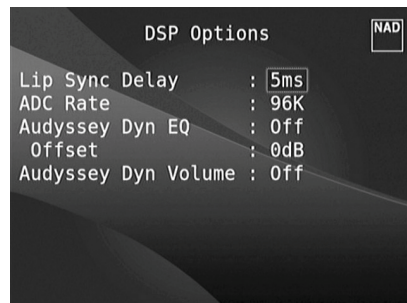 DSP Options
NAD
Lip Sync Delay : 5ms
ADC Rate : 96K
Audyssey Dyn EQ : Off
Offset : 0dB
Audyssey Dyn Volume : Off